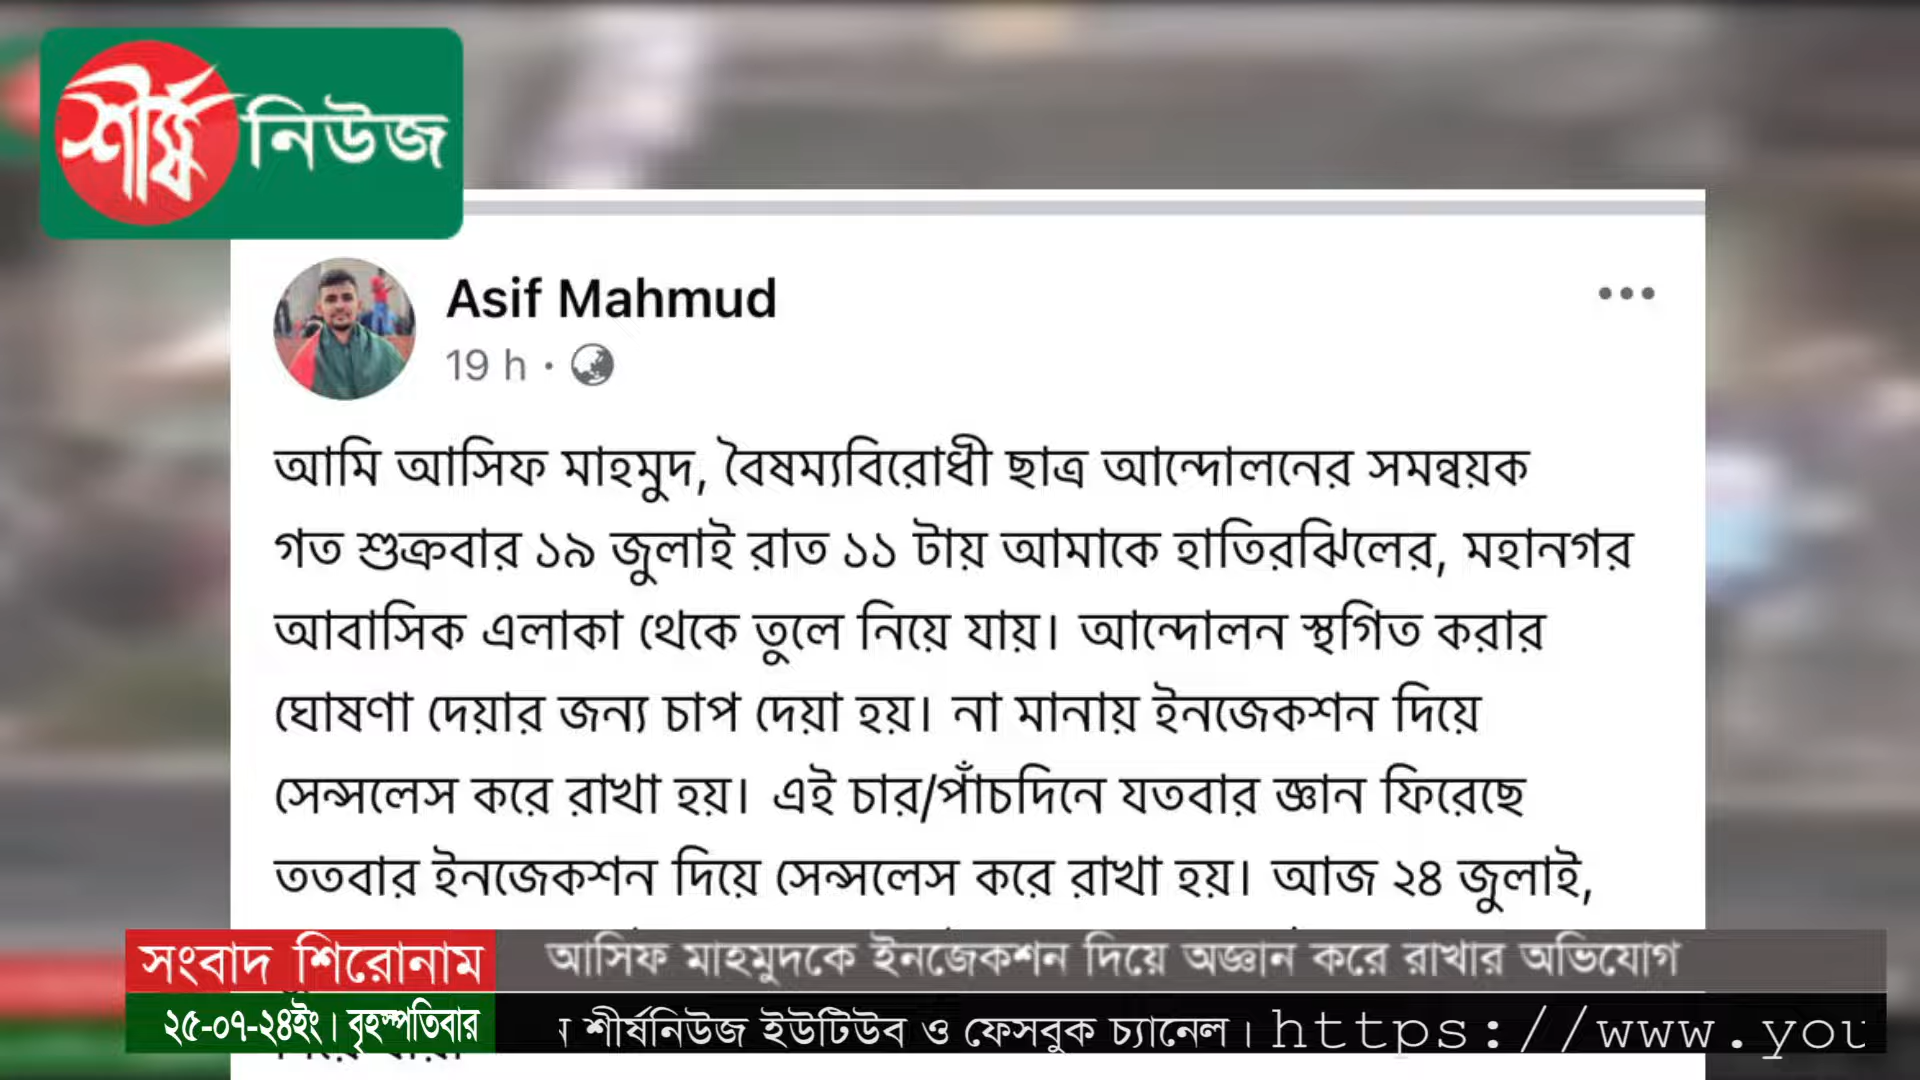 শীর্ষ নিউজ
Asif Mahmud
19 h
আমি আসিফ মাহমুদ, বৈষম্যবিরোধী ছাত্র আন্দোলনের সমন্বয়ক
গত শুক্রবার ১৯ জুলাই রাত ১১ টায় আমাকে হাতিরঝিলের, মহানগর
আবাসিক এলাকা থেকে তুলে নিয়ে যায়। আন্দোলন স্থগিত করার
ঘোষণা দেয়ার জন্য চাপ দেয়া হয়। না মানায় ইনজেকশন দিয়ে
সেন্সলেস করে রাখা হয়। এই চার/পাঁচদিনে যতবার জ্ঞান ফিরেছে
ততবার ইনজেকশন দিয়ে সেন্সলেস করে রাখা হয়। আজ ২৪ জুলাই,
সংবাদ শিরোনাম
আসিফ মাহমুদকে ইনজেকশন দিয়ে অজ্ঞান করে রাখার অভিযোগ
২৫-০৭-২৪ইং। বৃহস্পতিবার
শীর্ষনিউজ ইউটিউব ও ফেসবুক চ্যানেল। https://www.you